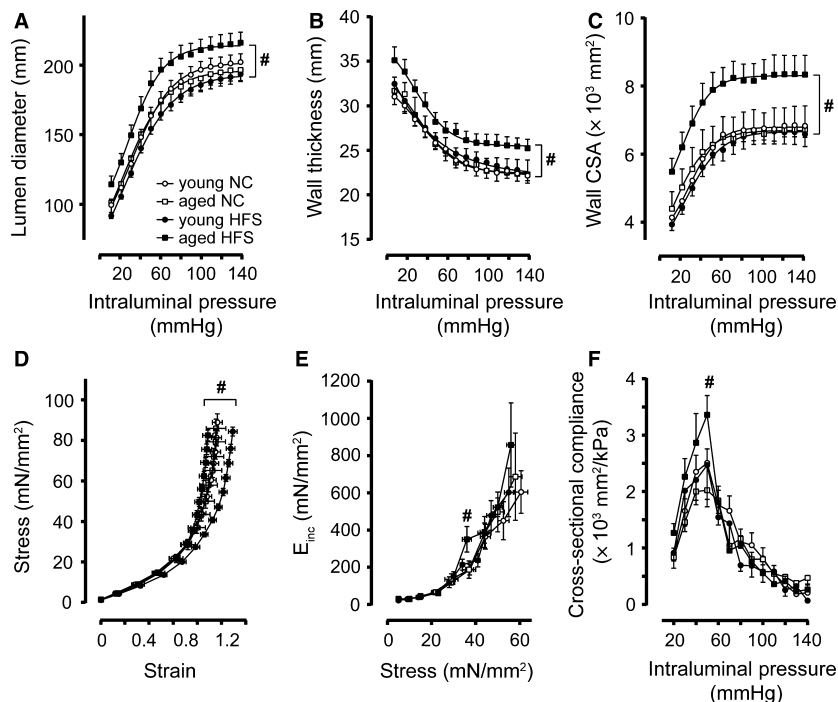 A
Lumen diameter (mm)
200
150
100
young NC
aged NC
young HFS
aged HFS
#
20 60 100 140
Intraluminal pressure
(mmHg)
B
Wall thickness (mm)
40
35
30
25
20
15
#
20 60 100 140
Intraluminal pressure
(mmHg)
C
Wall CSA (× 10³ mm²)
10
8
6
4
#
20 60 100 140
Intraluminal pressure
(mmHg)
D
Stress (mN/mm²)
100
80
60
40
20
0
#
0 0.4 0.8 1.2
Strain
E
Einc (mN/mm²)
1200
1000
800
600
400
200
0
#
0 20 40 60
Stress (mN/mm²)
F
Cross-sectional compliance
(× 10³ mm²/kPa)
4
3
2
1
0
#
20 60 100 140
Intraluminal pressure
(mmHg)